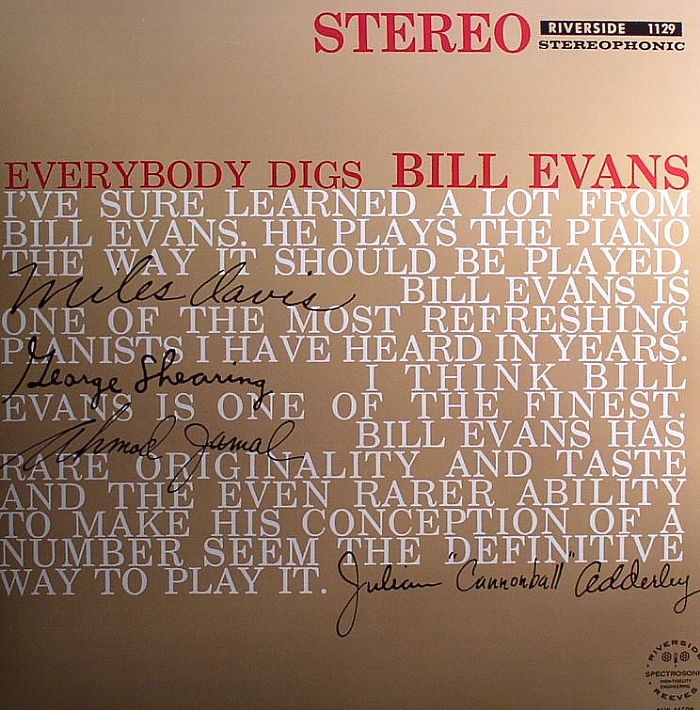 STEREO
RIVERSIDE 1129
STEREOPHONIC
EVERYBODY DIGS BILL EVANS
I'VE SURE LEARNED A LOT FROM
BILL EVANS. HE PLAYS THE PIANO
THE WAY IT SHOULD BE PLAYED.
Miles Davis BILL EVANS IS
ONE OF THE MOST REFRESHING
PIANISTS I HAVE HEARD IN YEARS.
George Shearing I THINK BILL
EVANS IS ONE OF THE FINEST.
Ahmad Jamal BILL EVANS HAS
RARE ORIGINALITY AND TASTE
AND THE EVEN RARER ABILITY
TO MAKE HIS CONCEPTION OF A
NUMBER SEEM THE DEFINITIVE
WAY TO PLAY IT. Julian "Cannonball" Adderley
RIVERSIDE
SPECTROSONIC
HIGH FIDELITY
ENGINEERING
REEVES